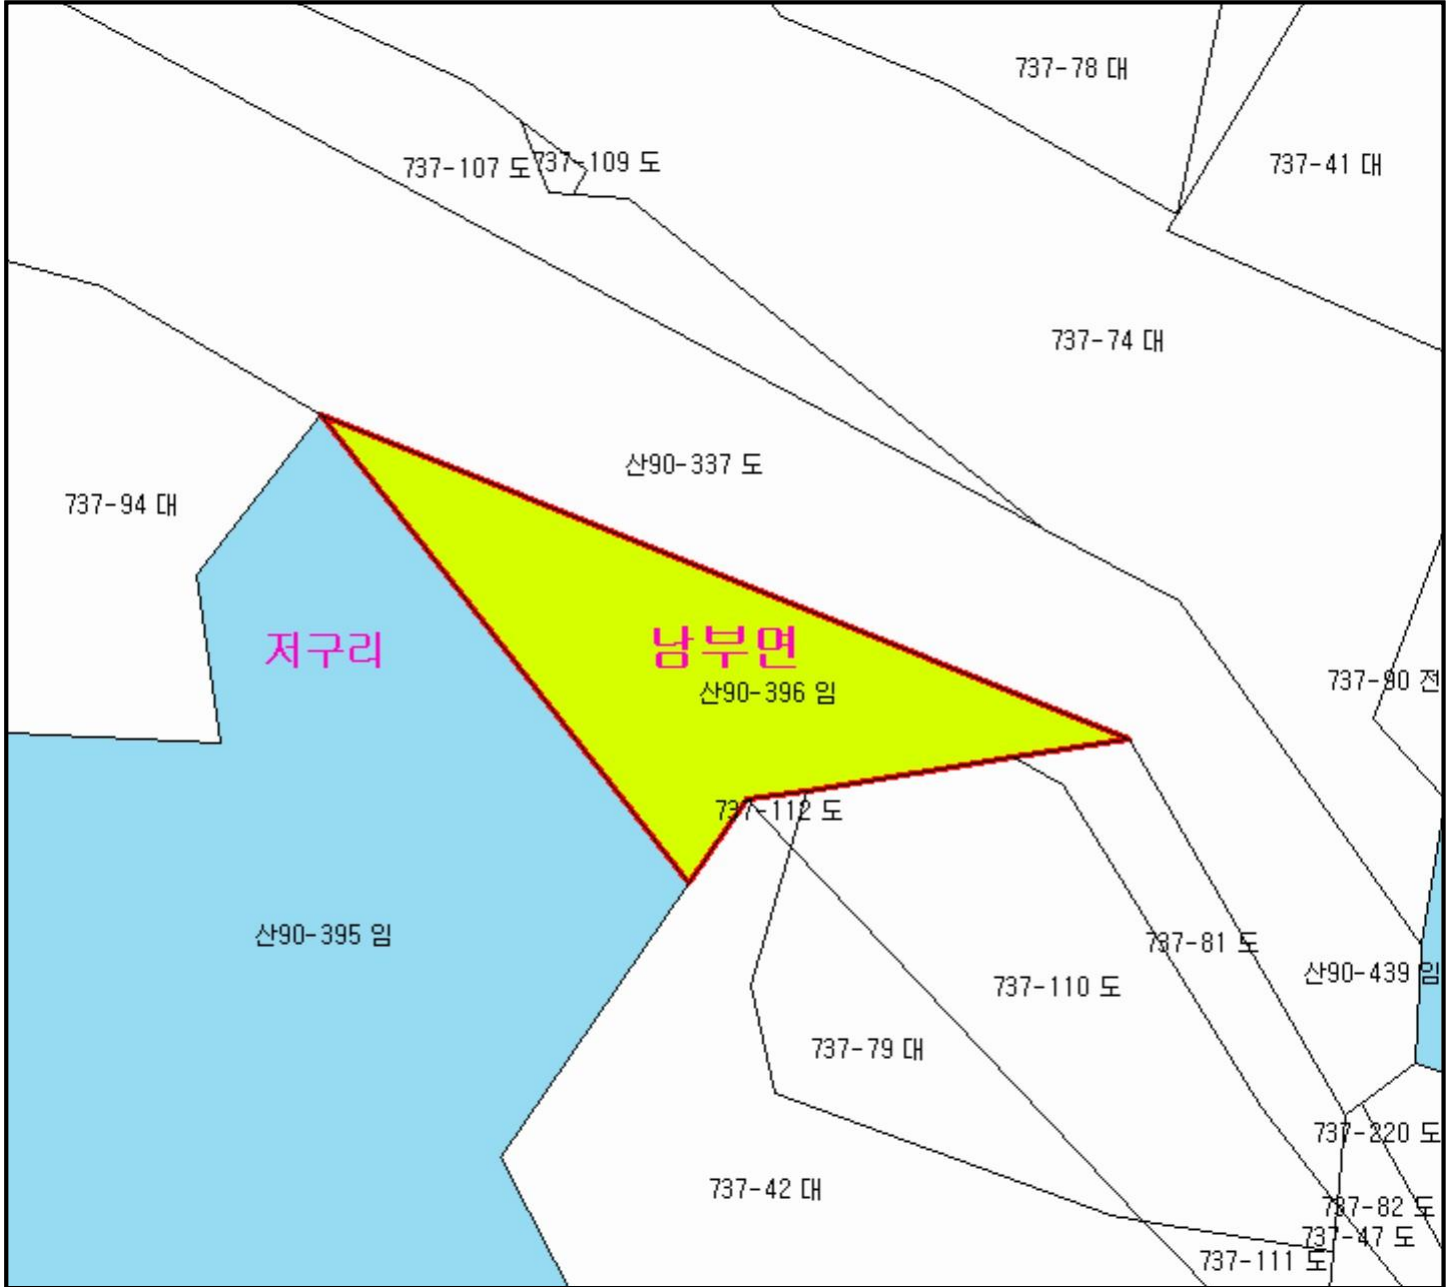 737-78 대
737-107 도
737-109 도
737-41 대
737-74 대
산90-337 도
737-94 대
저구리
남부면
737-90 전
산90-396 임
737-112 도
산90-395 임
737-81 도
산90-439 임
737-110 도
737-79 대
737-220 도
737-42 대
737-82 도
737-47 도
737-111 도